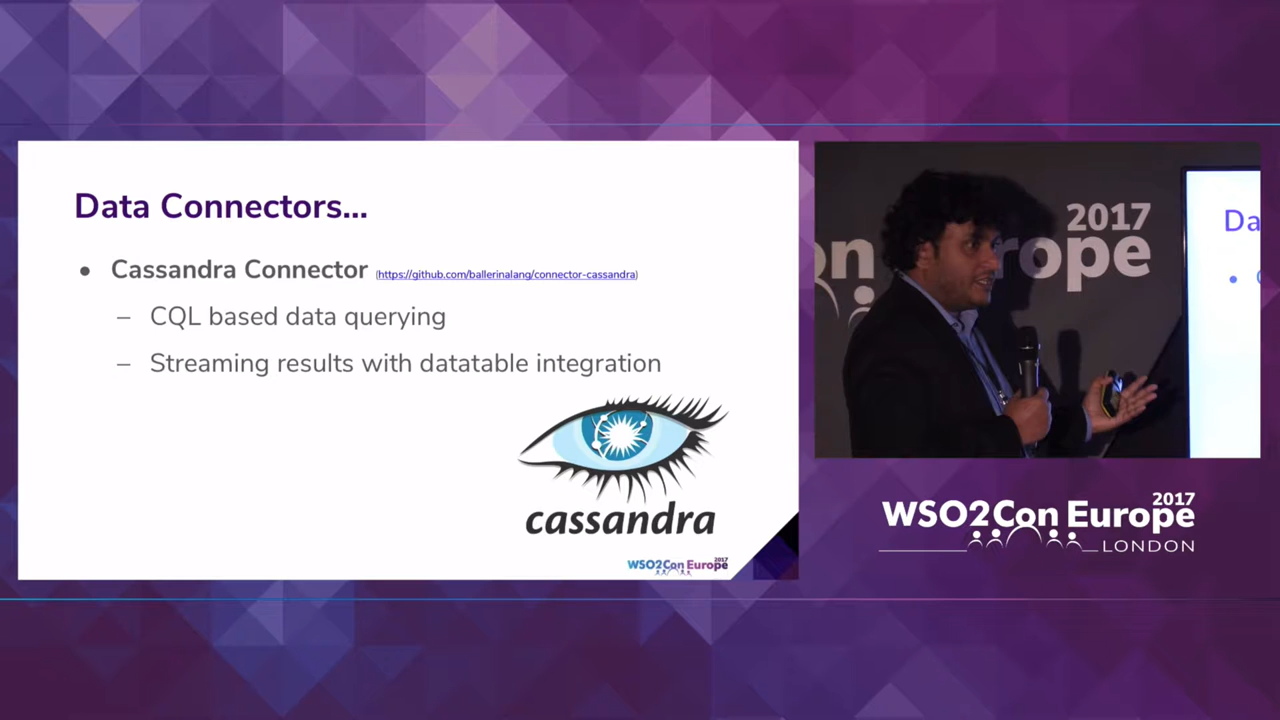 Data Connectors...
● Cassandra Connector (https://github.com/ballerinalang/connector-cassandra)
– CQL based data querying
– Streaming results with datatable integration
cassandra
WSO2Con Europe 2017
2017
on Europe
Da
WSO2Con Europe 2017
LONDON